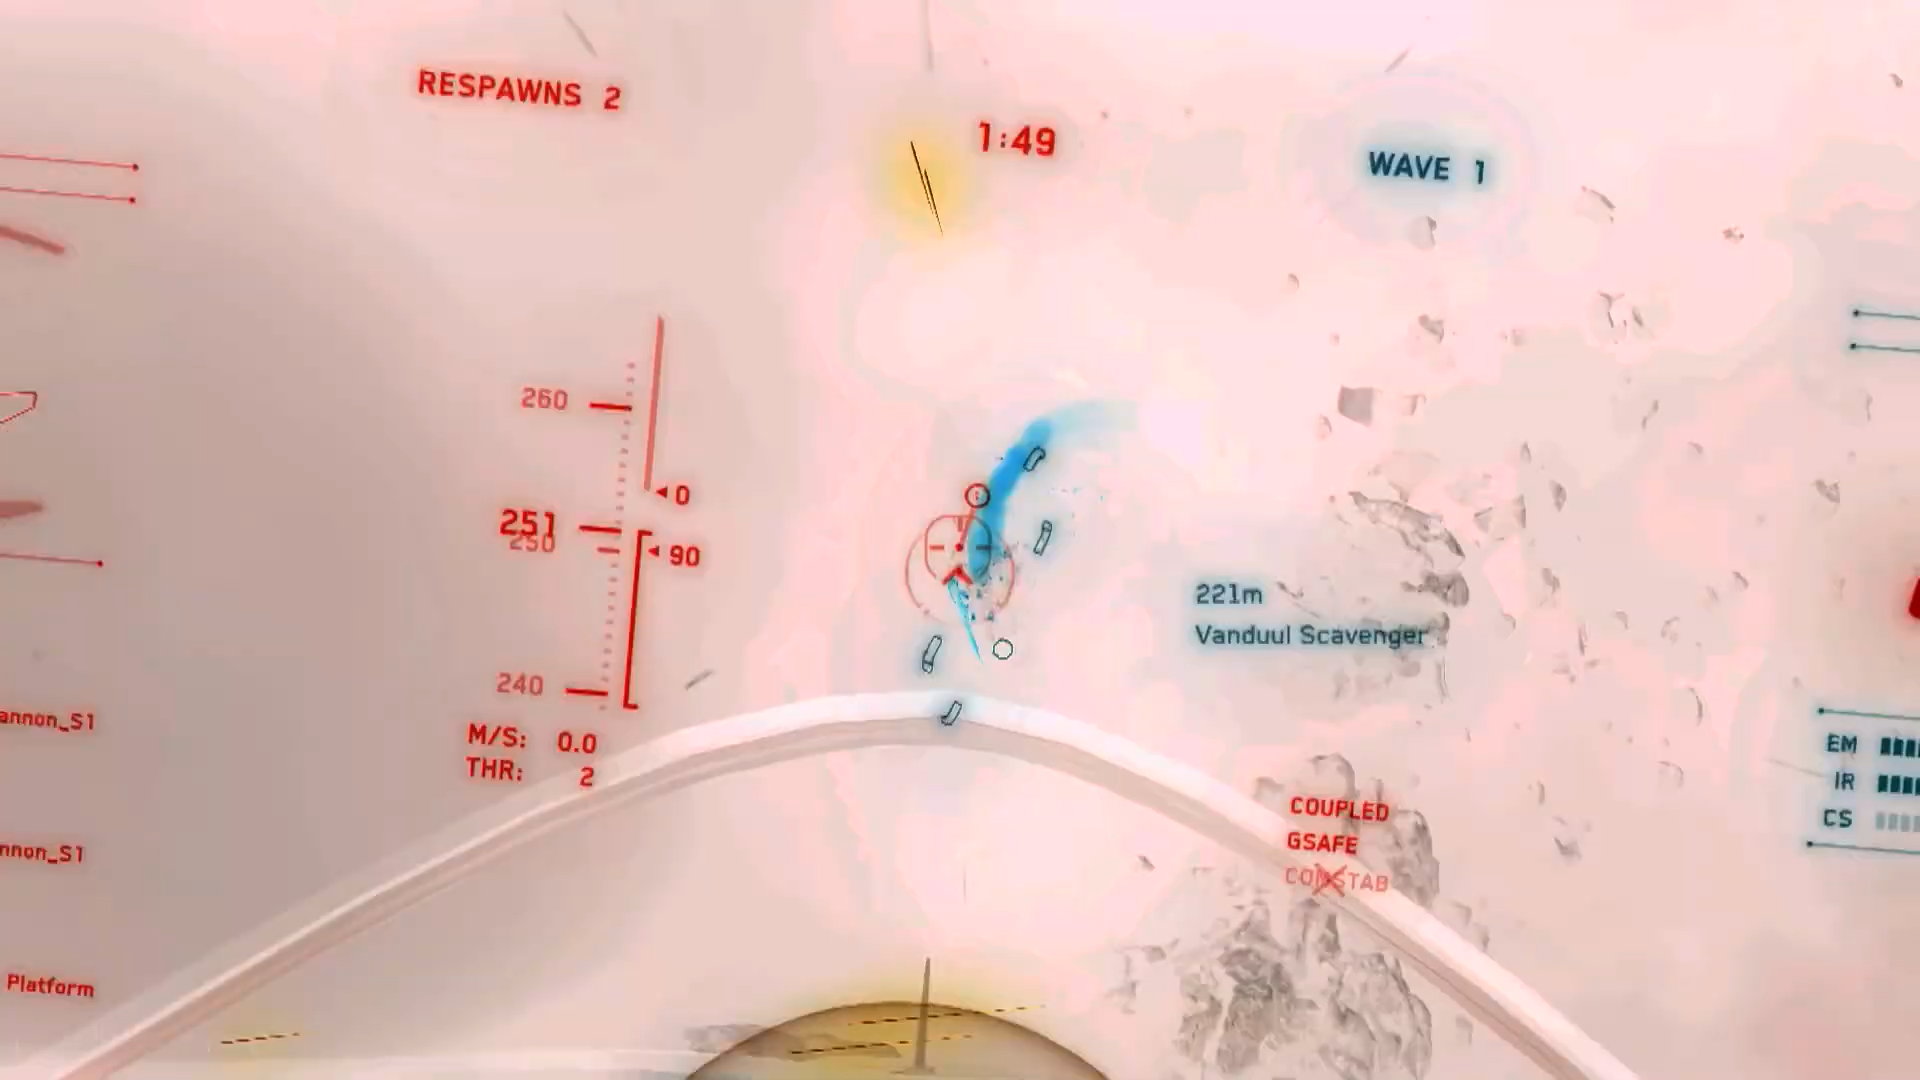 RESPAWNS 2
1:49
WAVE 1
260
0
251
250
90
240
M/S: 0.0
THR: 2
221m
Vanduul Scavenger
COUPLED
GSAFE
COMSTAB
annon_S1
nnon_S1
Platform
EM
IR
CS